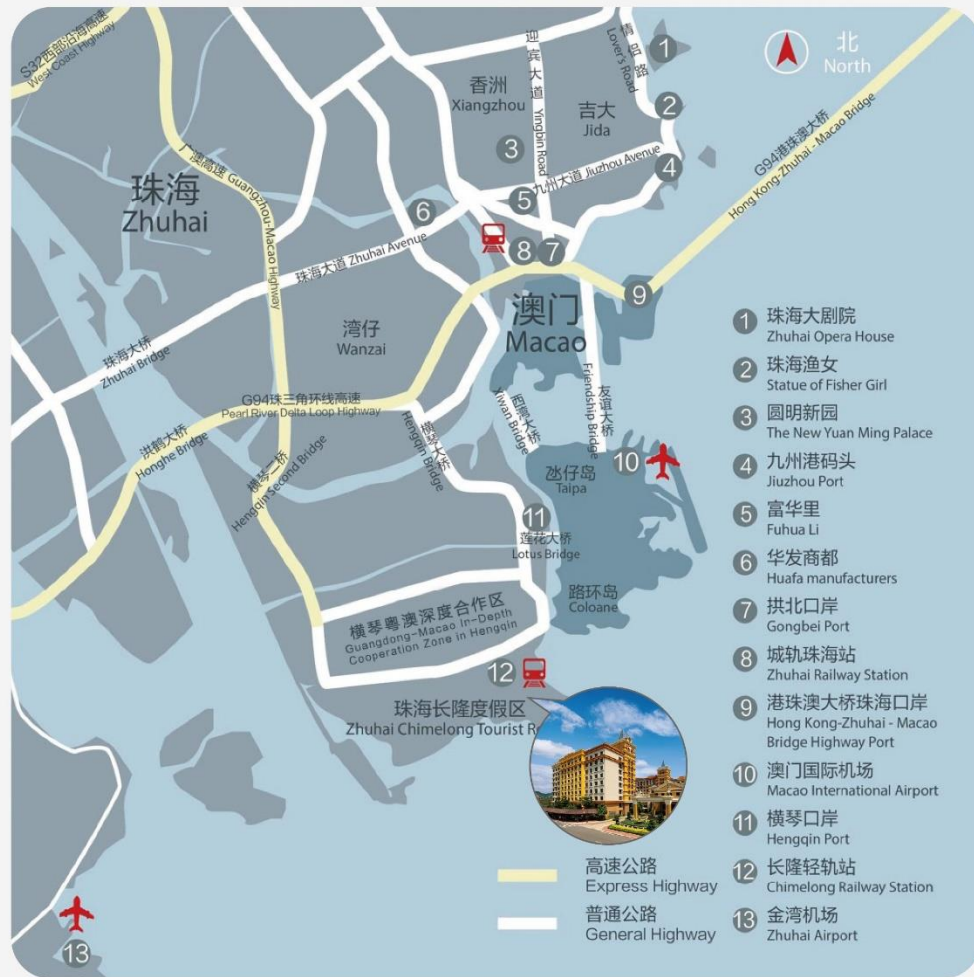 S32西部沿海高速
West Coast Highway
广澳高速 Guangzhou-Macao Highway
珠海
Zhuhai
香洲
Xiangzhou
迎宾大道 Yingbin Road
吉大
Jida
情侣路
Lover's Road
北
North
G94港珠澳大桥
Hong Kong-Zhuhai - Macao Bridge
九州大道 Jiuzhou Avenue
珠海大道 Zhuhai Avenue
珠海大桥
Zhuhai Bridge
湾仔
Wanzai
澳门
Macao
G94珠三角环线高速
Pearl River Delta Loop Highway
洪鹤大桥
Honghe Bridge
横琴二桥
Hengqin Second Bridge
横琴大桥
Hengqin Bridge
西湾大桥
Xiwan Bridge
友谊大桥
Friendship Bridge
氹仔岛
Taipa
莲花大桥
Lotus Bridge
路环岛
Coloane
横琴粤澳深度合作区
Guangdong-Macao In-Depth
Cooperation Zone in Hengqin
珠海长隆度假区
Zhuhai Chimelong Tourist
1
2
3
4
5
6
7
8
9
10
11
12
13
1 珠海大剧院
Zhuhai Opera House
2 珠海渔女
Statue of Fisher Girl
3 圆明新园
The New Yuan Ming Palace
4 九州港码头
Jiuzhou Port
5 富华里
Fuhua Li
6 华发商都
Huafa manufacturers
7 拱北口岸
Gongbei Port
8 城轨珠海站
Zhuhai Railway Station
9 港珠澳大桥珠海口岸
Hong Kong-Zhuhai - Macao
Bridge Highway Port
10 澳门国际机场
Macao International Airport
11 横琴口岸
Hengqin Port
12 长隆轻轨站
Chimelong Railway Station
13 金湾机场
Zhuhai Airport
高速公路
Express Highway
普通公路
General Highway